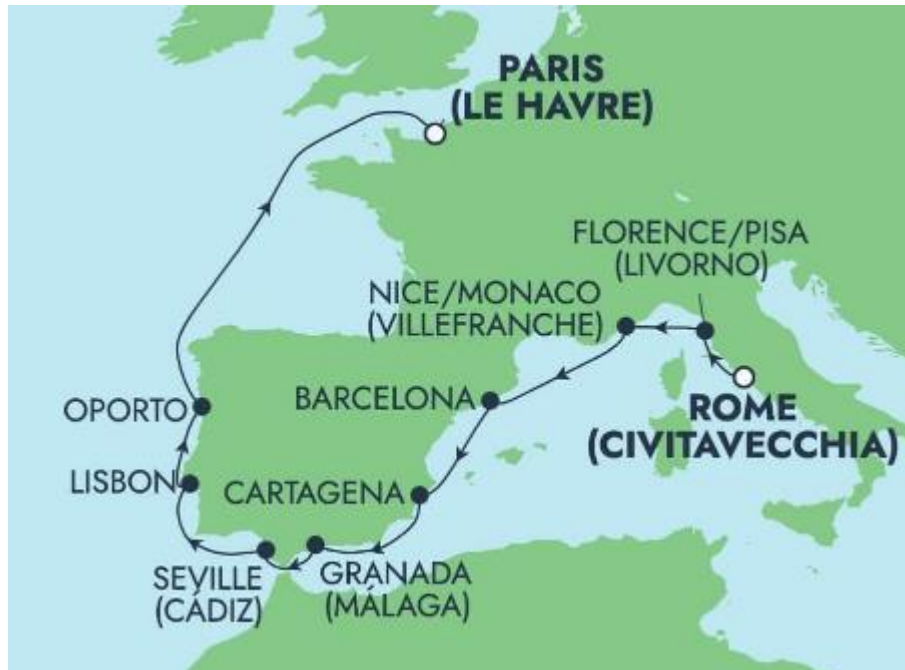 PARIS
(LE HAVRE)
FLORENCE/PISA
(LIVORNO)
NICE/MONACO
(VILLEFRANCHE)
BARCELONA
ROME
(CIVITAVECCHIA)
OPORTO
LISBON
CARTAGENA
SEVILLE
(CÁDIZ)
GRANADA
(MÁLAGA)